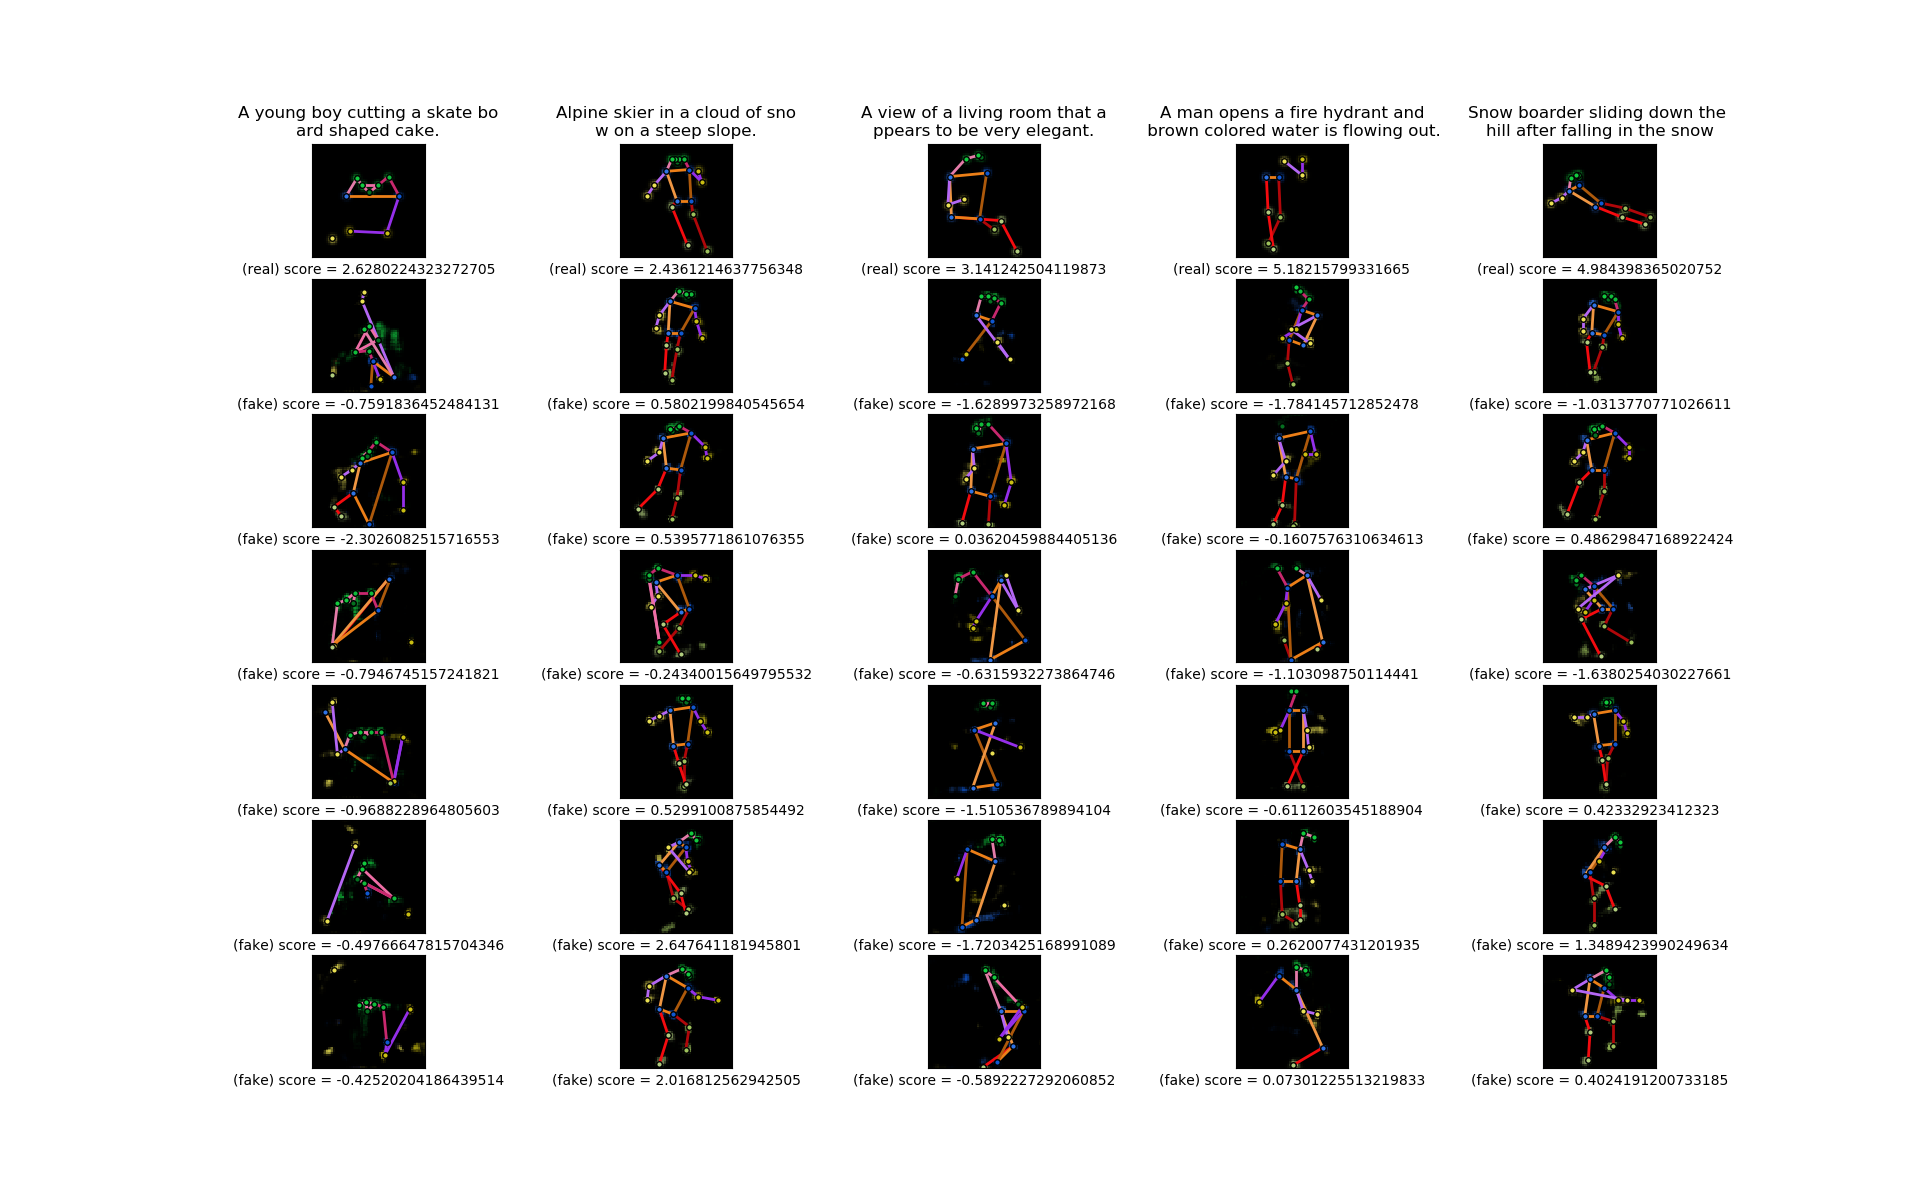 A young boy cutting a skate bo
ard shaped cake.
Alpine skier in a cloud of sno
w on a steep slope.
A view of a living room that a
ppears to be very elegant.
A man opens a fire hydrant and
brown colored water is flowing out.
Snow boarder sliding down the
hill after falling in the snow
(real) score = 2.6280224323272705
(real) score = 2.4361214637756348
(real) score = 3.141242504119873
(real) score = 5.18215799331665
(real) score = 4.984398365020752
(fake) score = -0.7591836452484131
(fake) score = 0.5802199840545654
(fake) score = -1.6289973258972168
(fake) score = -1.784145712852478
(fake) score = -1.0313770771026611
(fake) score = -2.3026082515716553
(fake) score = 0.5395771861076355
(fake) score = 0.03620459884405136
(fake) score = -0.1607576310634613
(fake) score = 0.48629847168922424
(fake) score = -0.7946745157241821
(fake) score = -0.24340015649795532
(fake) score = -0.6315932273864746
(fake) score = -1.103098750114441
(fake) score = -1.6380254030227661
(fake) score = -0.9688228964805603
(fake) score = 0.5299100875854492
(fake) score = -1.510536789894104
(fake) score = -0.6112603545188904
(fake) score = 0.42332923412323
(fake) score = -0.49766647815704346
(fake) score = 2.647641181945801
(fake) score = -1.7203425168991089
(fake) score = 0.2620077431201935
(fake) score = 1.3489423990249634
(fake) score = -0.42520204186439514
(fake) score = 2.016812562942505
(fake) score = -0.5892227292060852
(fake) score = 0.07301225513219833
(fake) score = 0.4024191200733185